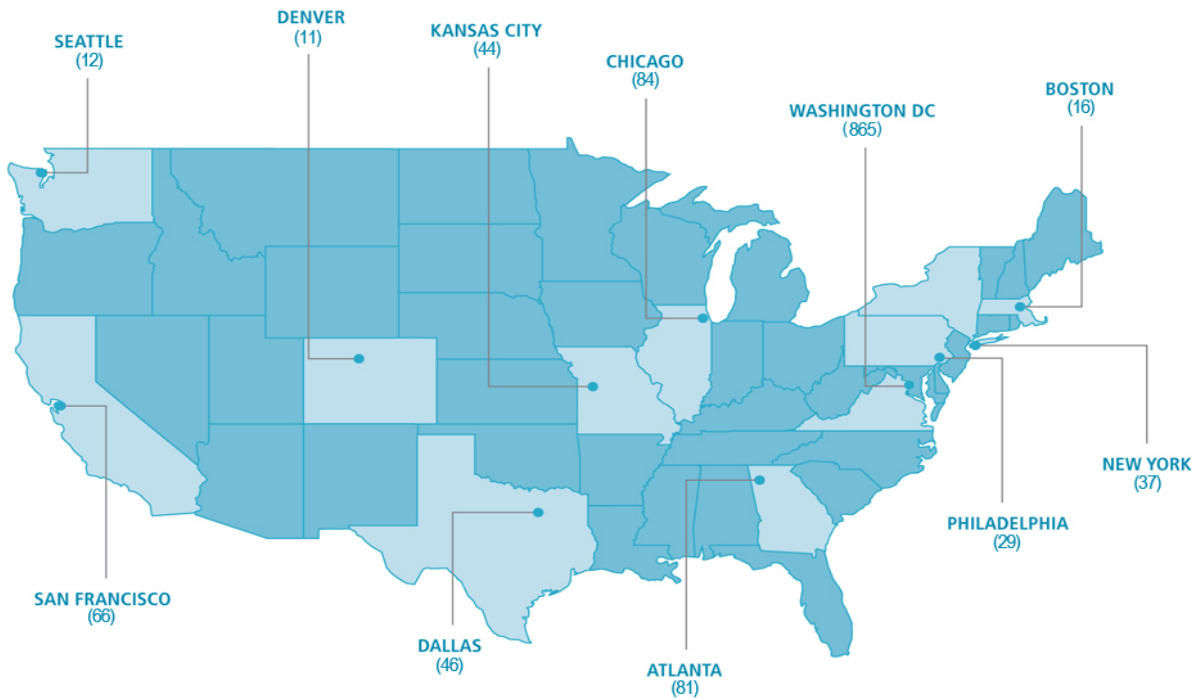 DENVER
(11)
SEATTLE
(12)
KANSAS CITY
(44)
CHICAGO
(84)
WASHINGTON DC
(865)
BOSTON
(16)
NEW YORK
(37)
PHILADELPHIA
(29)
SAN FRANCISCO
(66)
DALLAS
(46)
ATLANTA
(81)